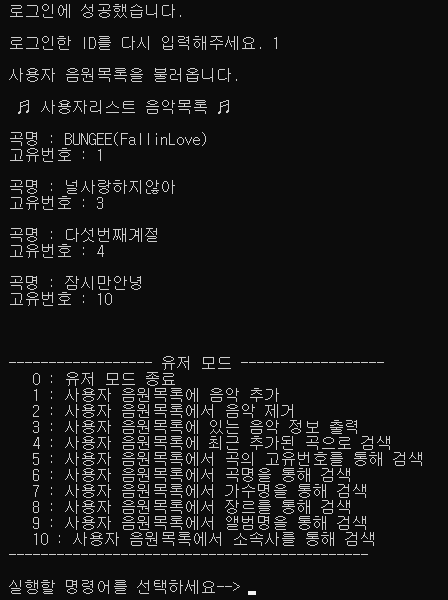 로그인에 성공했습니다.
로그인한 ID를 다시 입력해주세요. 1
사용자 음원목록을 불러옵니다.
♬ 사용자리스트 음악목록 ♬
곡명 : BUNGEE(FallinLove)
고유번호 : 1
곡명 : 널사랑하지않아
고유번호 : 3
곡명 : 다섯번째계절
고유번호 : 4
곡명 : 잠시만안녕
고유번호 : 10
------------------ 유저 모드 ------------------
0 : 유저 모드 종료
1 : 사용자 음원목록에 음악 추가
2 : 사용자 음원목록에서 음악 제거
3 : 사용자 음원목록에 있는 음악 정보 출력
4 : 사용자 음원목록에 최근 추가된 곡으로 검색
5 : 사용자 음원목록에서 곡의 고유번호를 통해 검색
6 : 사용자 음원목록에서 곡명을 통해 검색
7 : 사용자 음원목록에서 가수명을 통해 검색
8 : 사용자 음원목록에서 장르를 통해 검색
9 : 사용자 음원목록에서 앨범명을 통해 검색
10 : 사용자 음원목록에서 소속사를 통해 검색
---------------------------------------------
실행할 명령어를 선택하세요-->